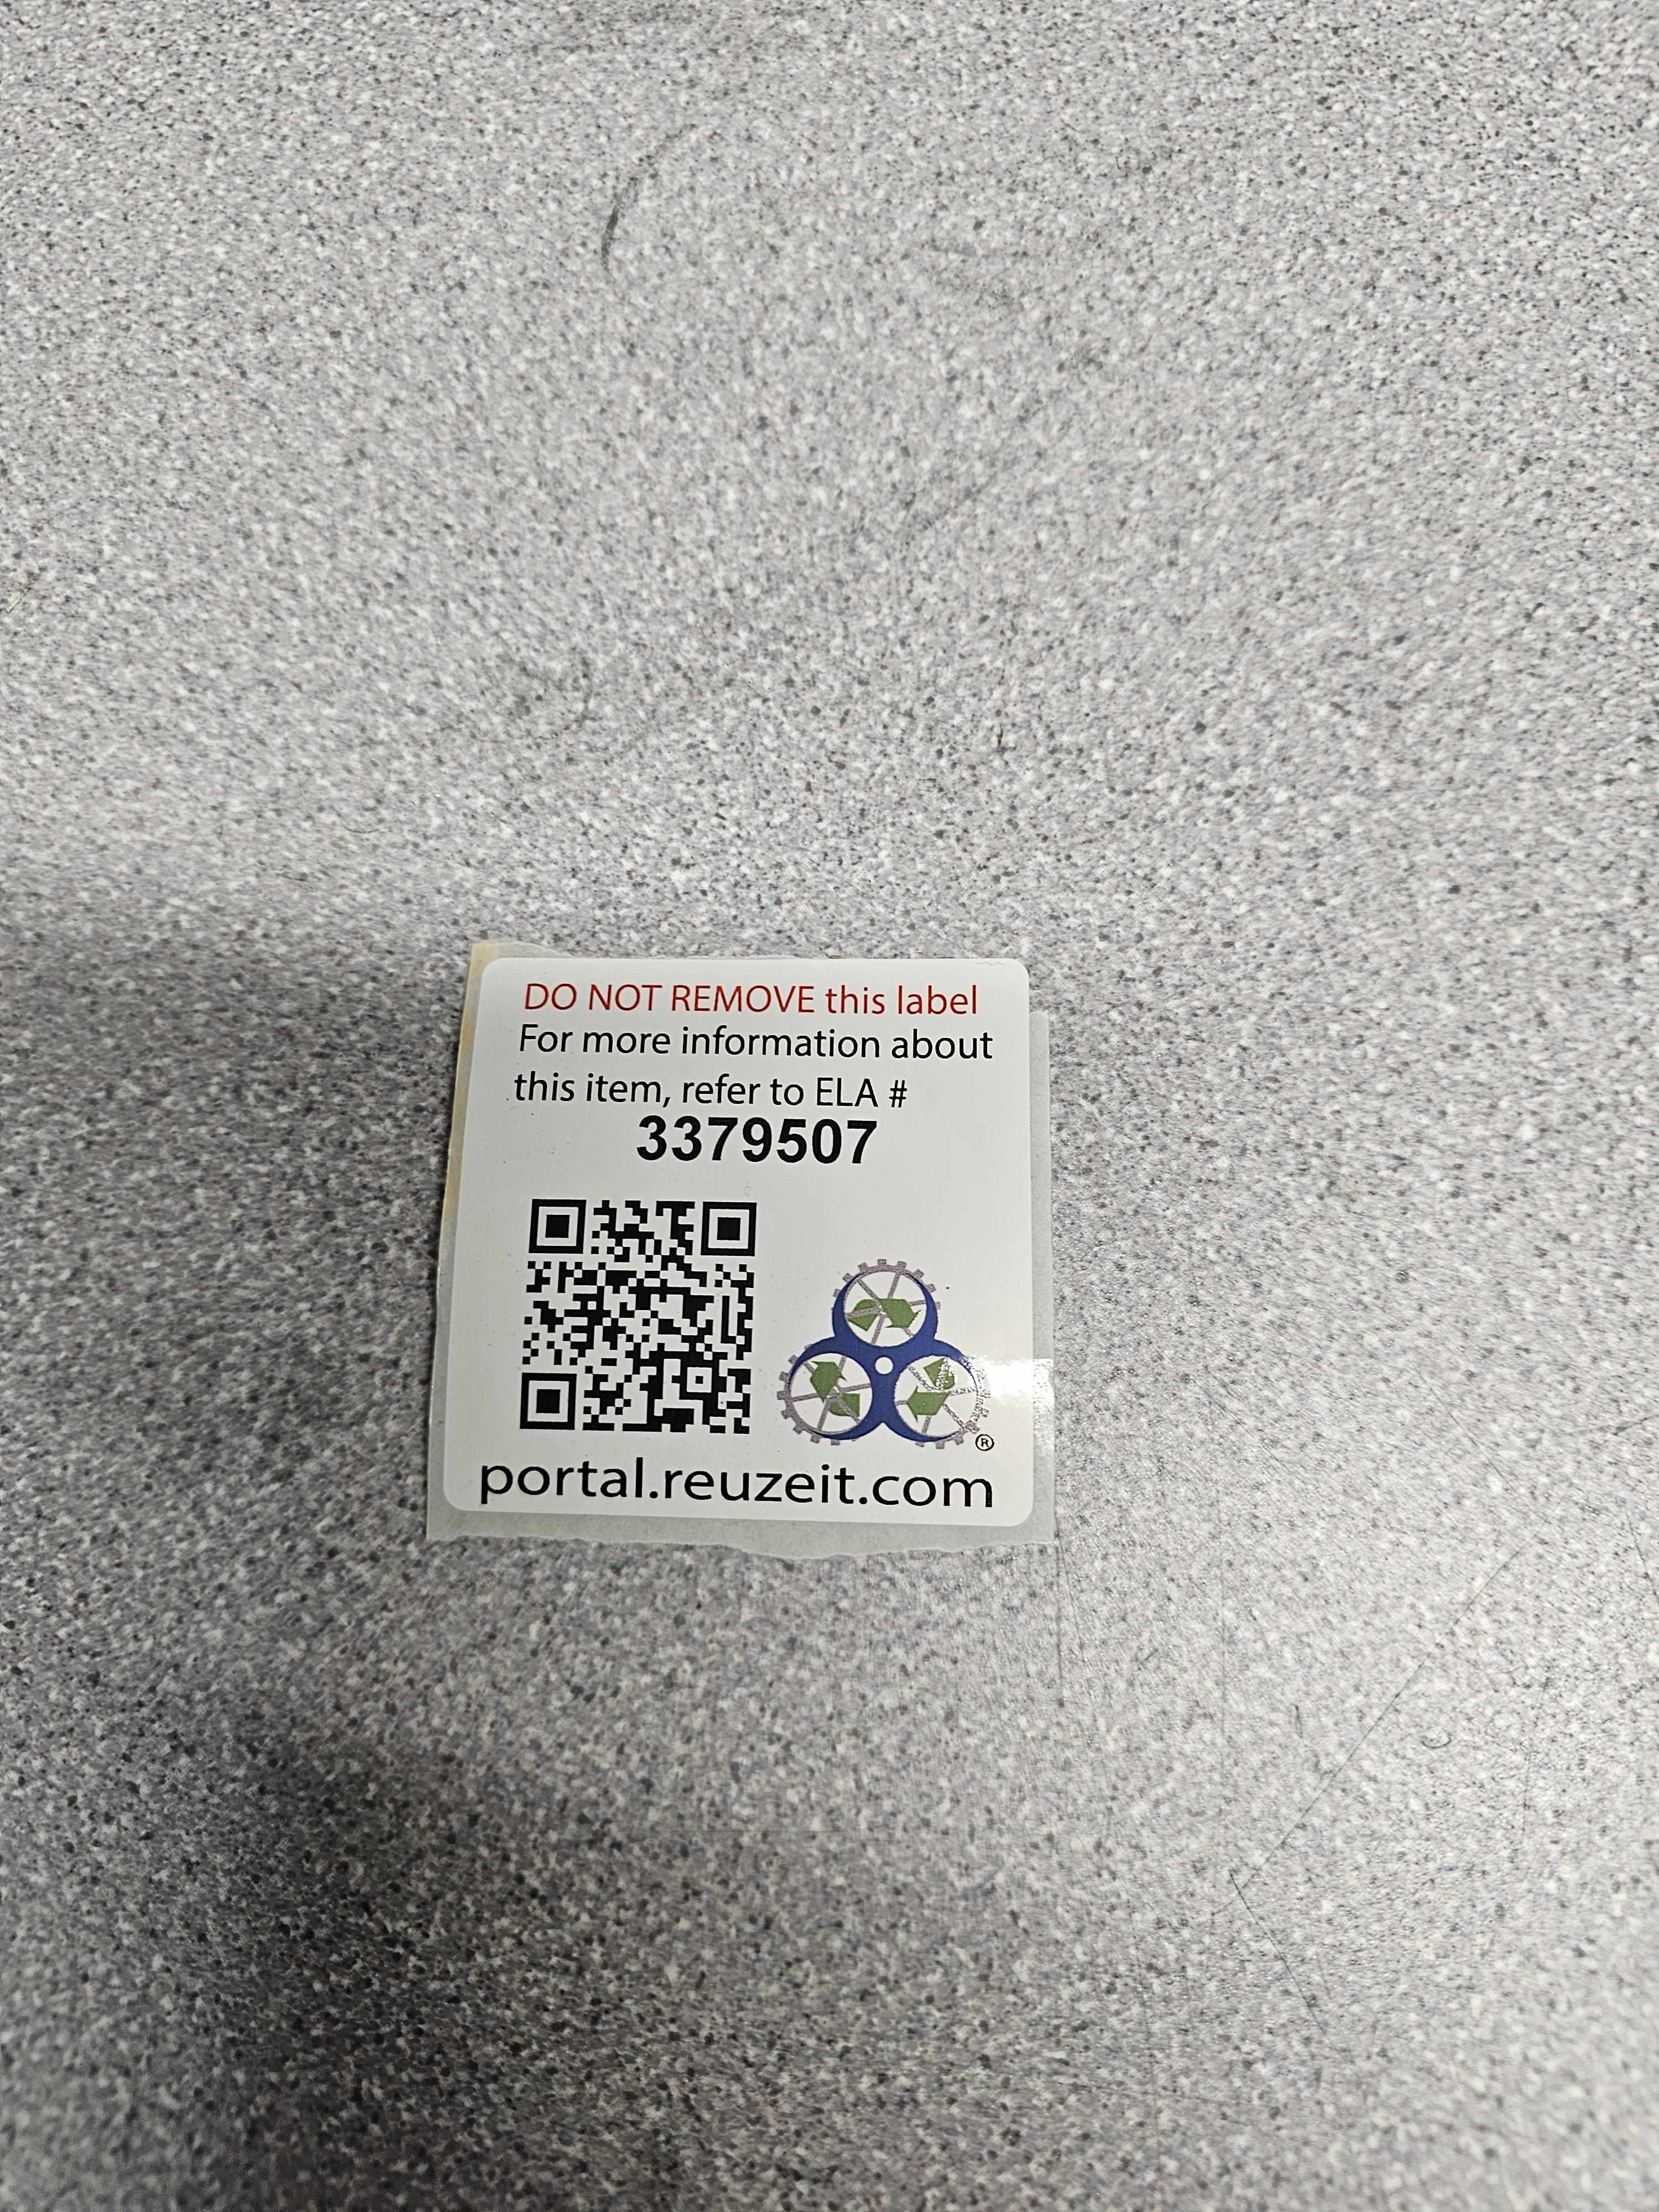 DO NOT REMOVE this label
For more information about
this item, refer to ELA #
3379507
®
portal.reuzeit.com